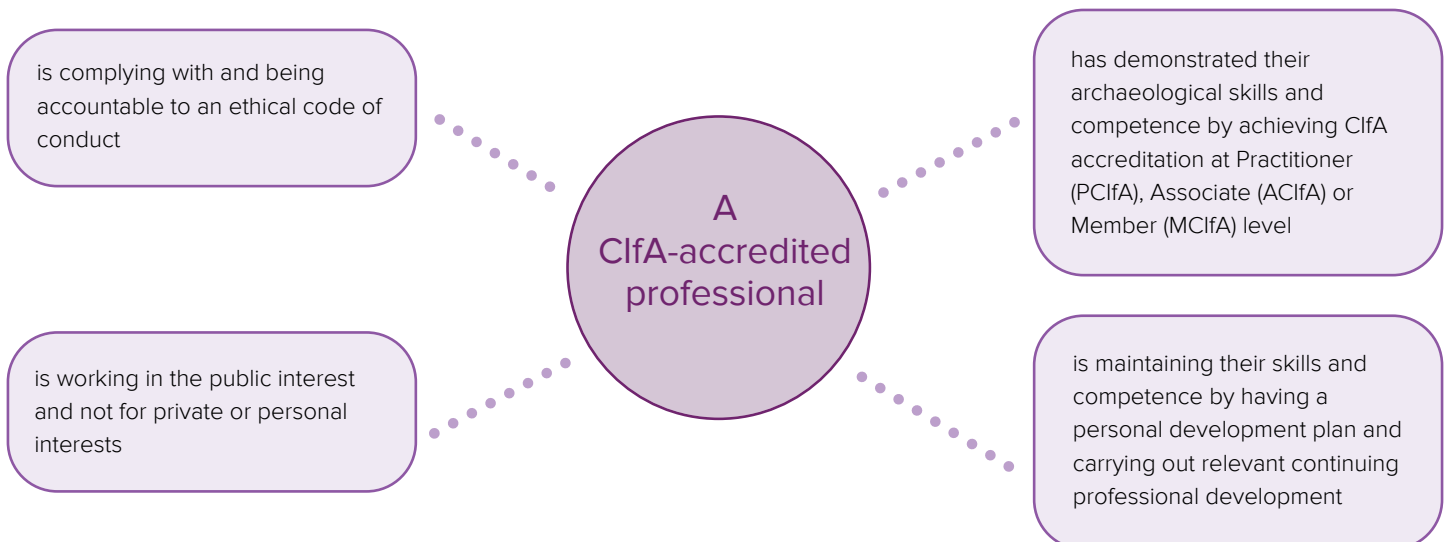 is complying with and being
accountable to an ethical code of
conduct
has demonstrated their
archaeological skills and
competence by achieving CIfA
accreditation at Practitioner
(PCIfA), Associate (ACIfA) or
Member (MCIfA) level
A
CIfA-accredited
professional
is working in the public interest
and not for private or personal
interests
is maintaining their skills and
competence by having a
personal development plan and
carrying out relevant continuing
professional development